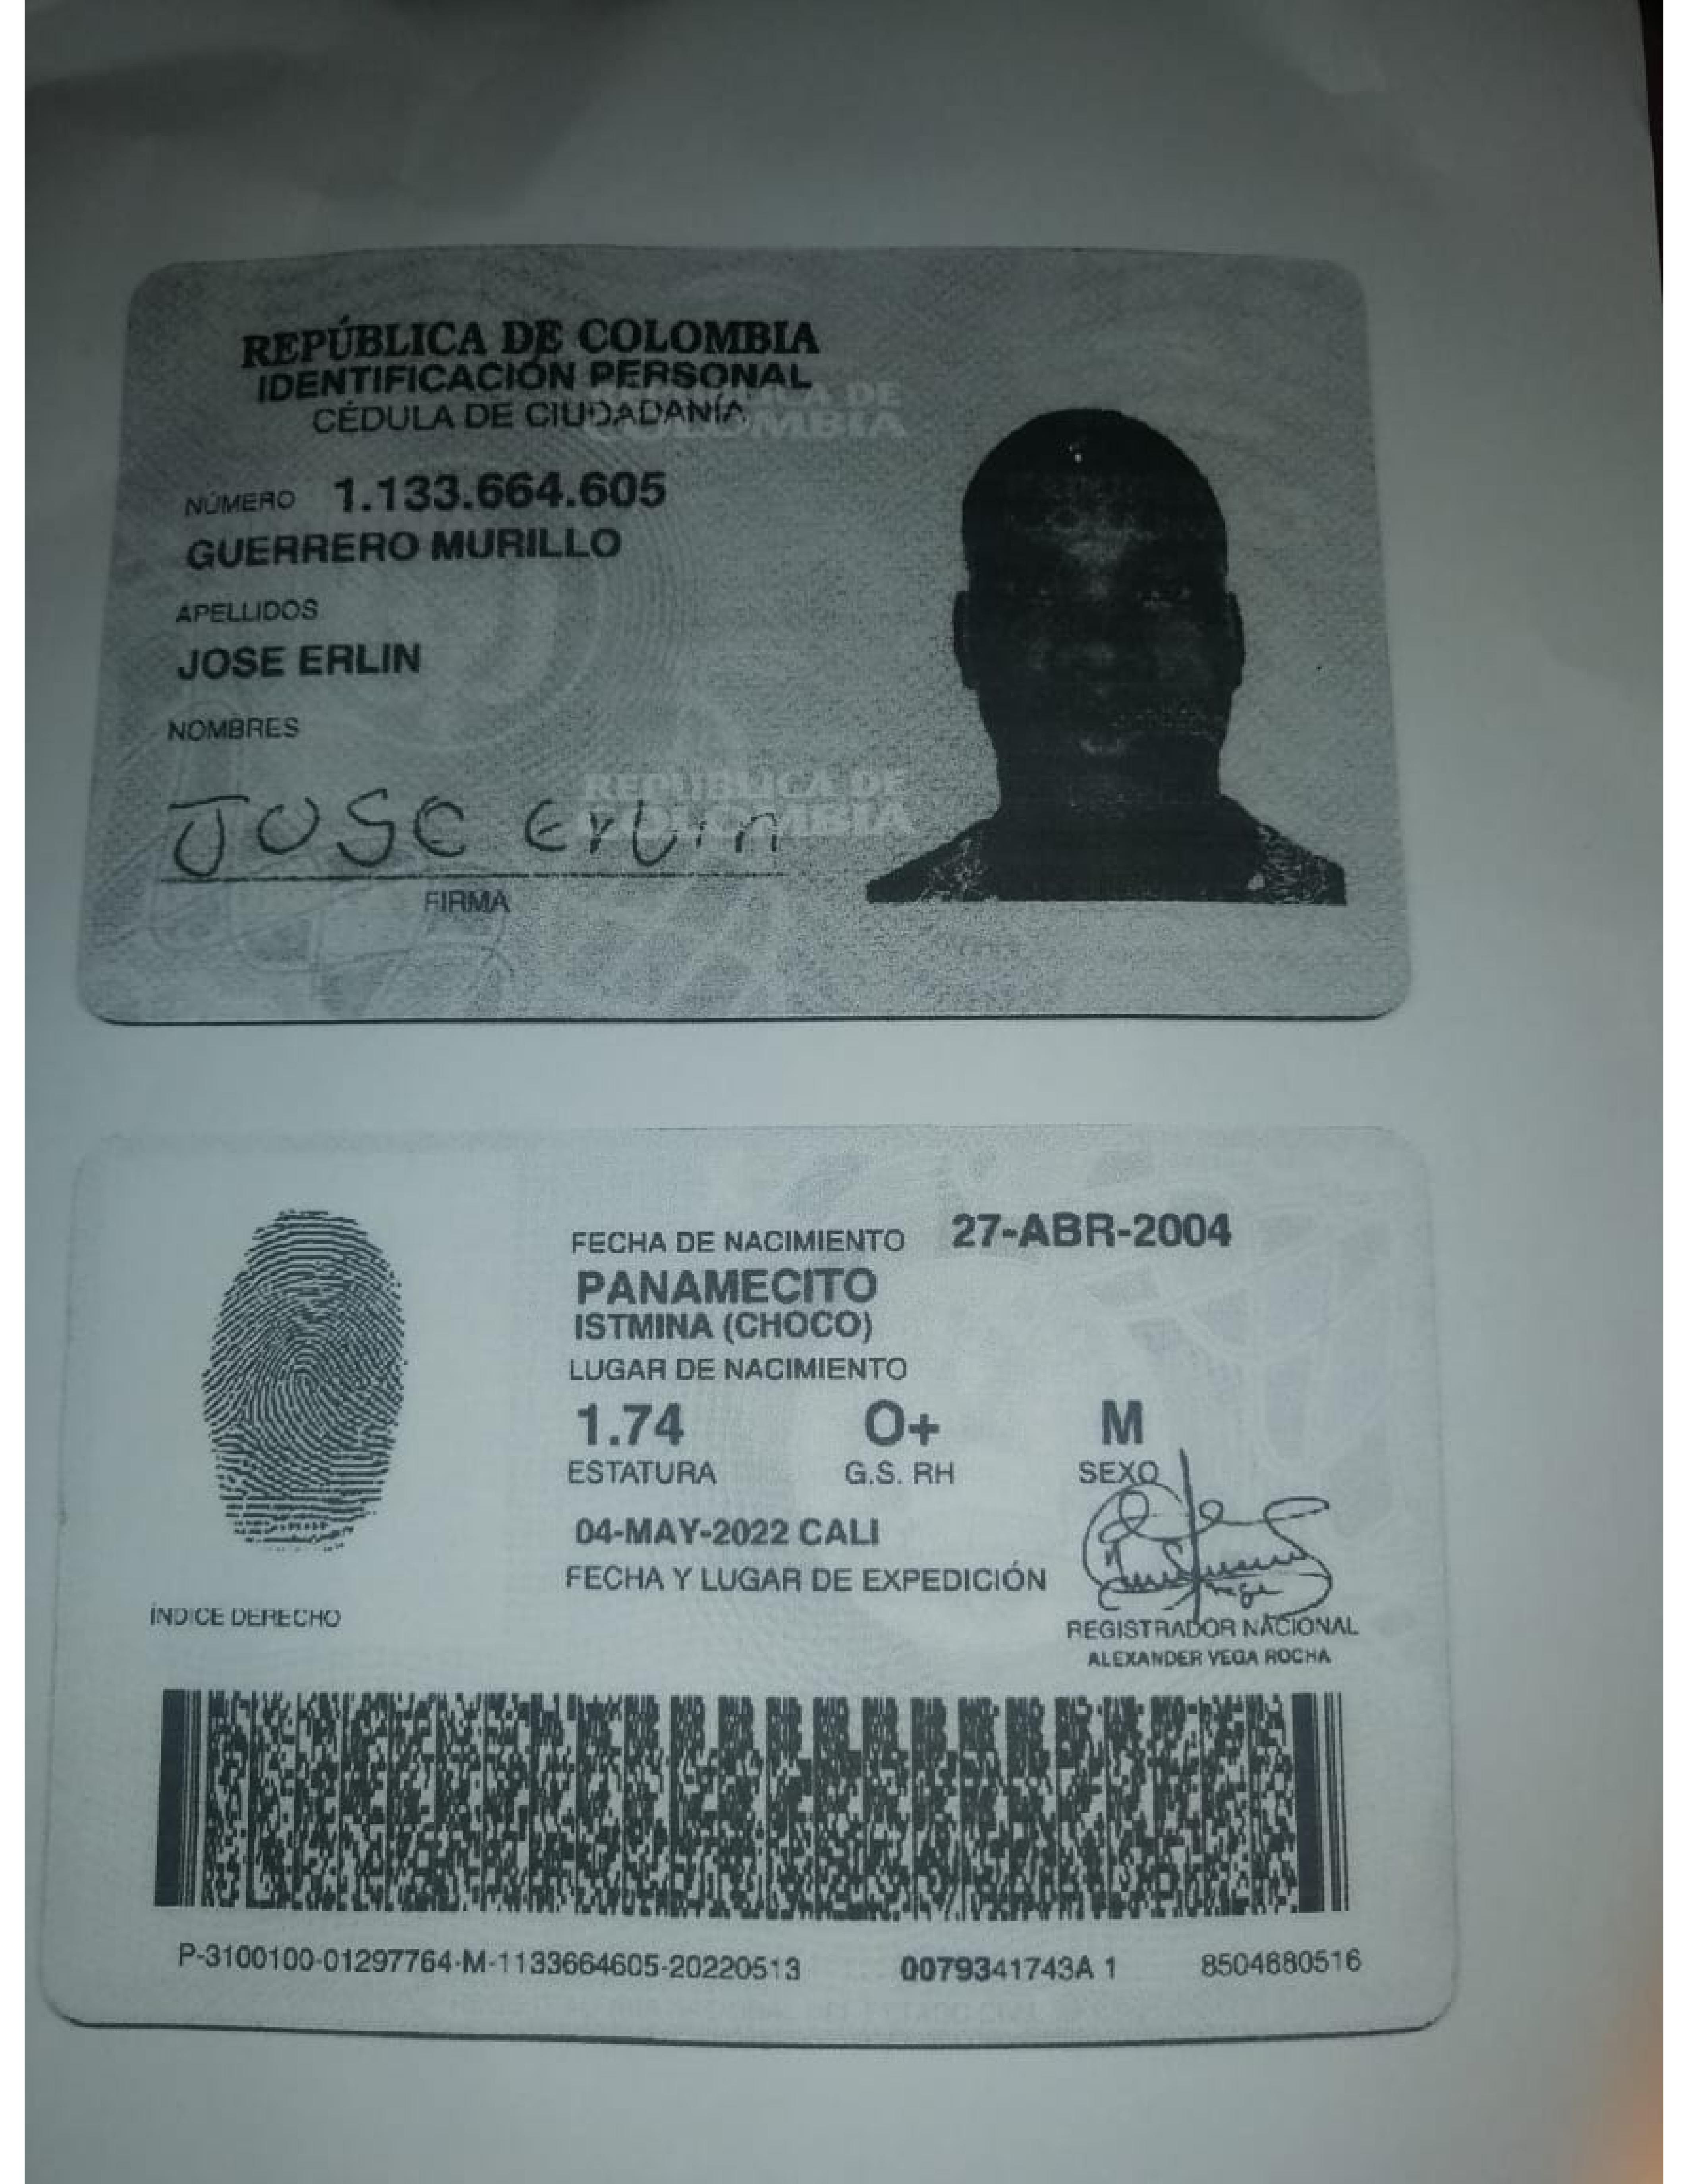 REPÚBLICA DE COLOMBIA
IDENTIFICACIÓN PERSONAL
CÉDULA DE CIUDADANÍA
NÚMERO 1.133.664.605
GUERRERO MURILLO
APELLIDOS
JOSE ERLIN
NOMBRES
REPÚBLICA DE
COLOMBIA
JOSE Erlin
FIRMA
FECHA DE NACIMIENTO 27-ABR-2004
PANAMECITO
ISTMINA (CHOCO)
LUGAR DE NACIMIENTO
1.74 O+ M
ESTATURA G.S. RH SEXO
04-MAY-2022 CALI
FECHA Y LUGAR DE EXPEDICIÓN
ÍNDICE DERECHO
REGISTRADOR NACIONAL
ALEXANDER VEGA ROCHA
P-3100100-01297764-M-1133664605-20220513 0079341743A 1 8504680516